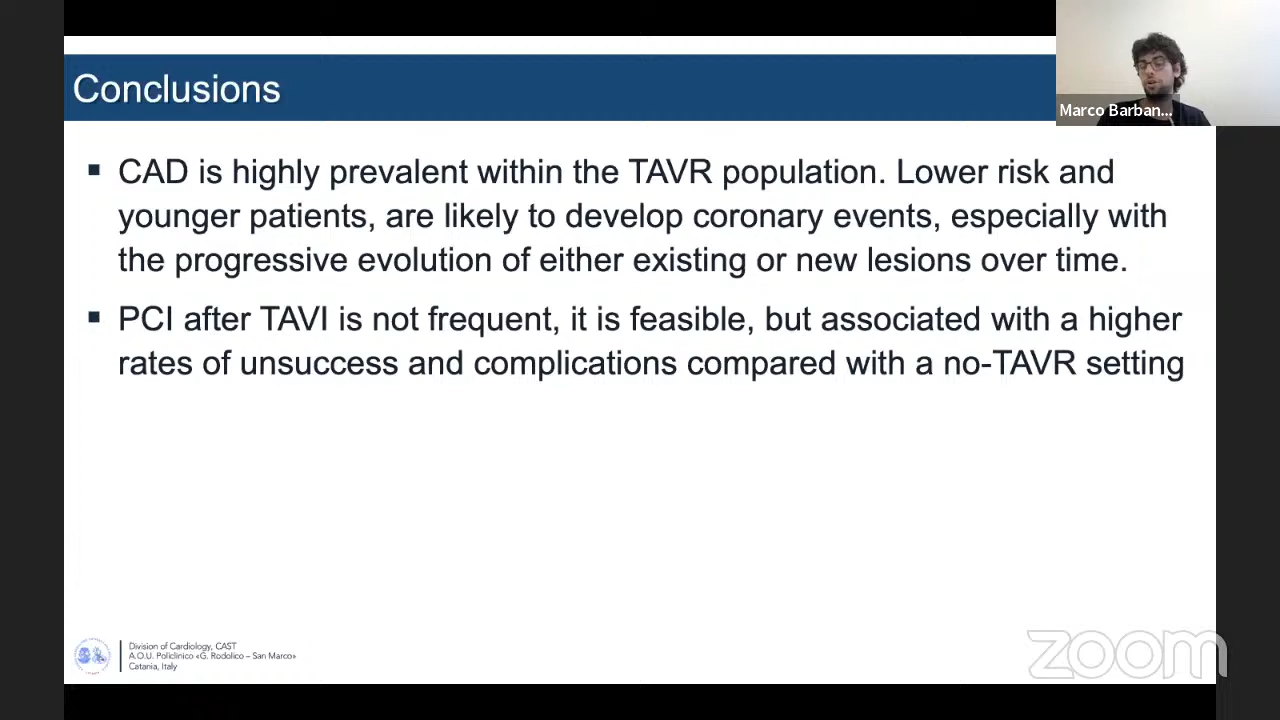 Conclusions
Marco Barban...
▪ CAD is highly prevalent within the TAVR population. Lower risk and
younger patients, are likely to develop coronary events, especially with
the progressive evolution of either existing or new lesions over time.
▪ PCI after TAVI is not frequent, it is feasible, but associated with a higher
rates of unsuccess and complications compared with a no-TAVR setting
Division of Cardiology, CAST
A.O.U. Policlinico «G. Rodolico – San Marco»
Catania, Italy
zoom